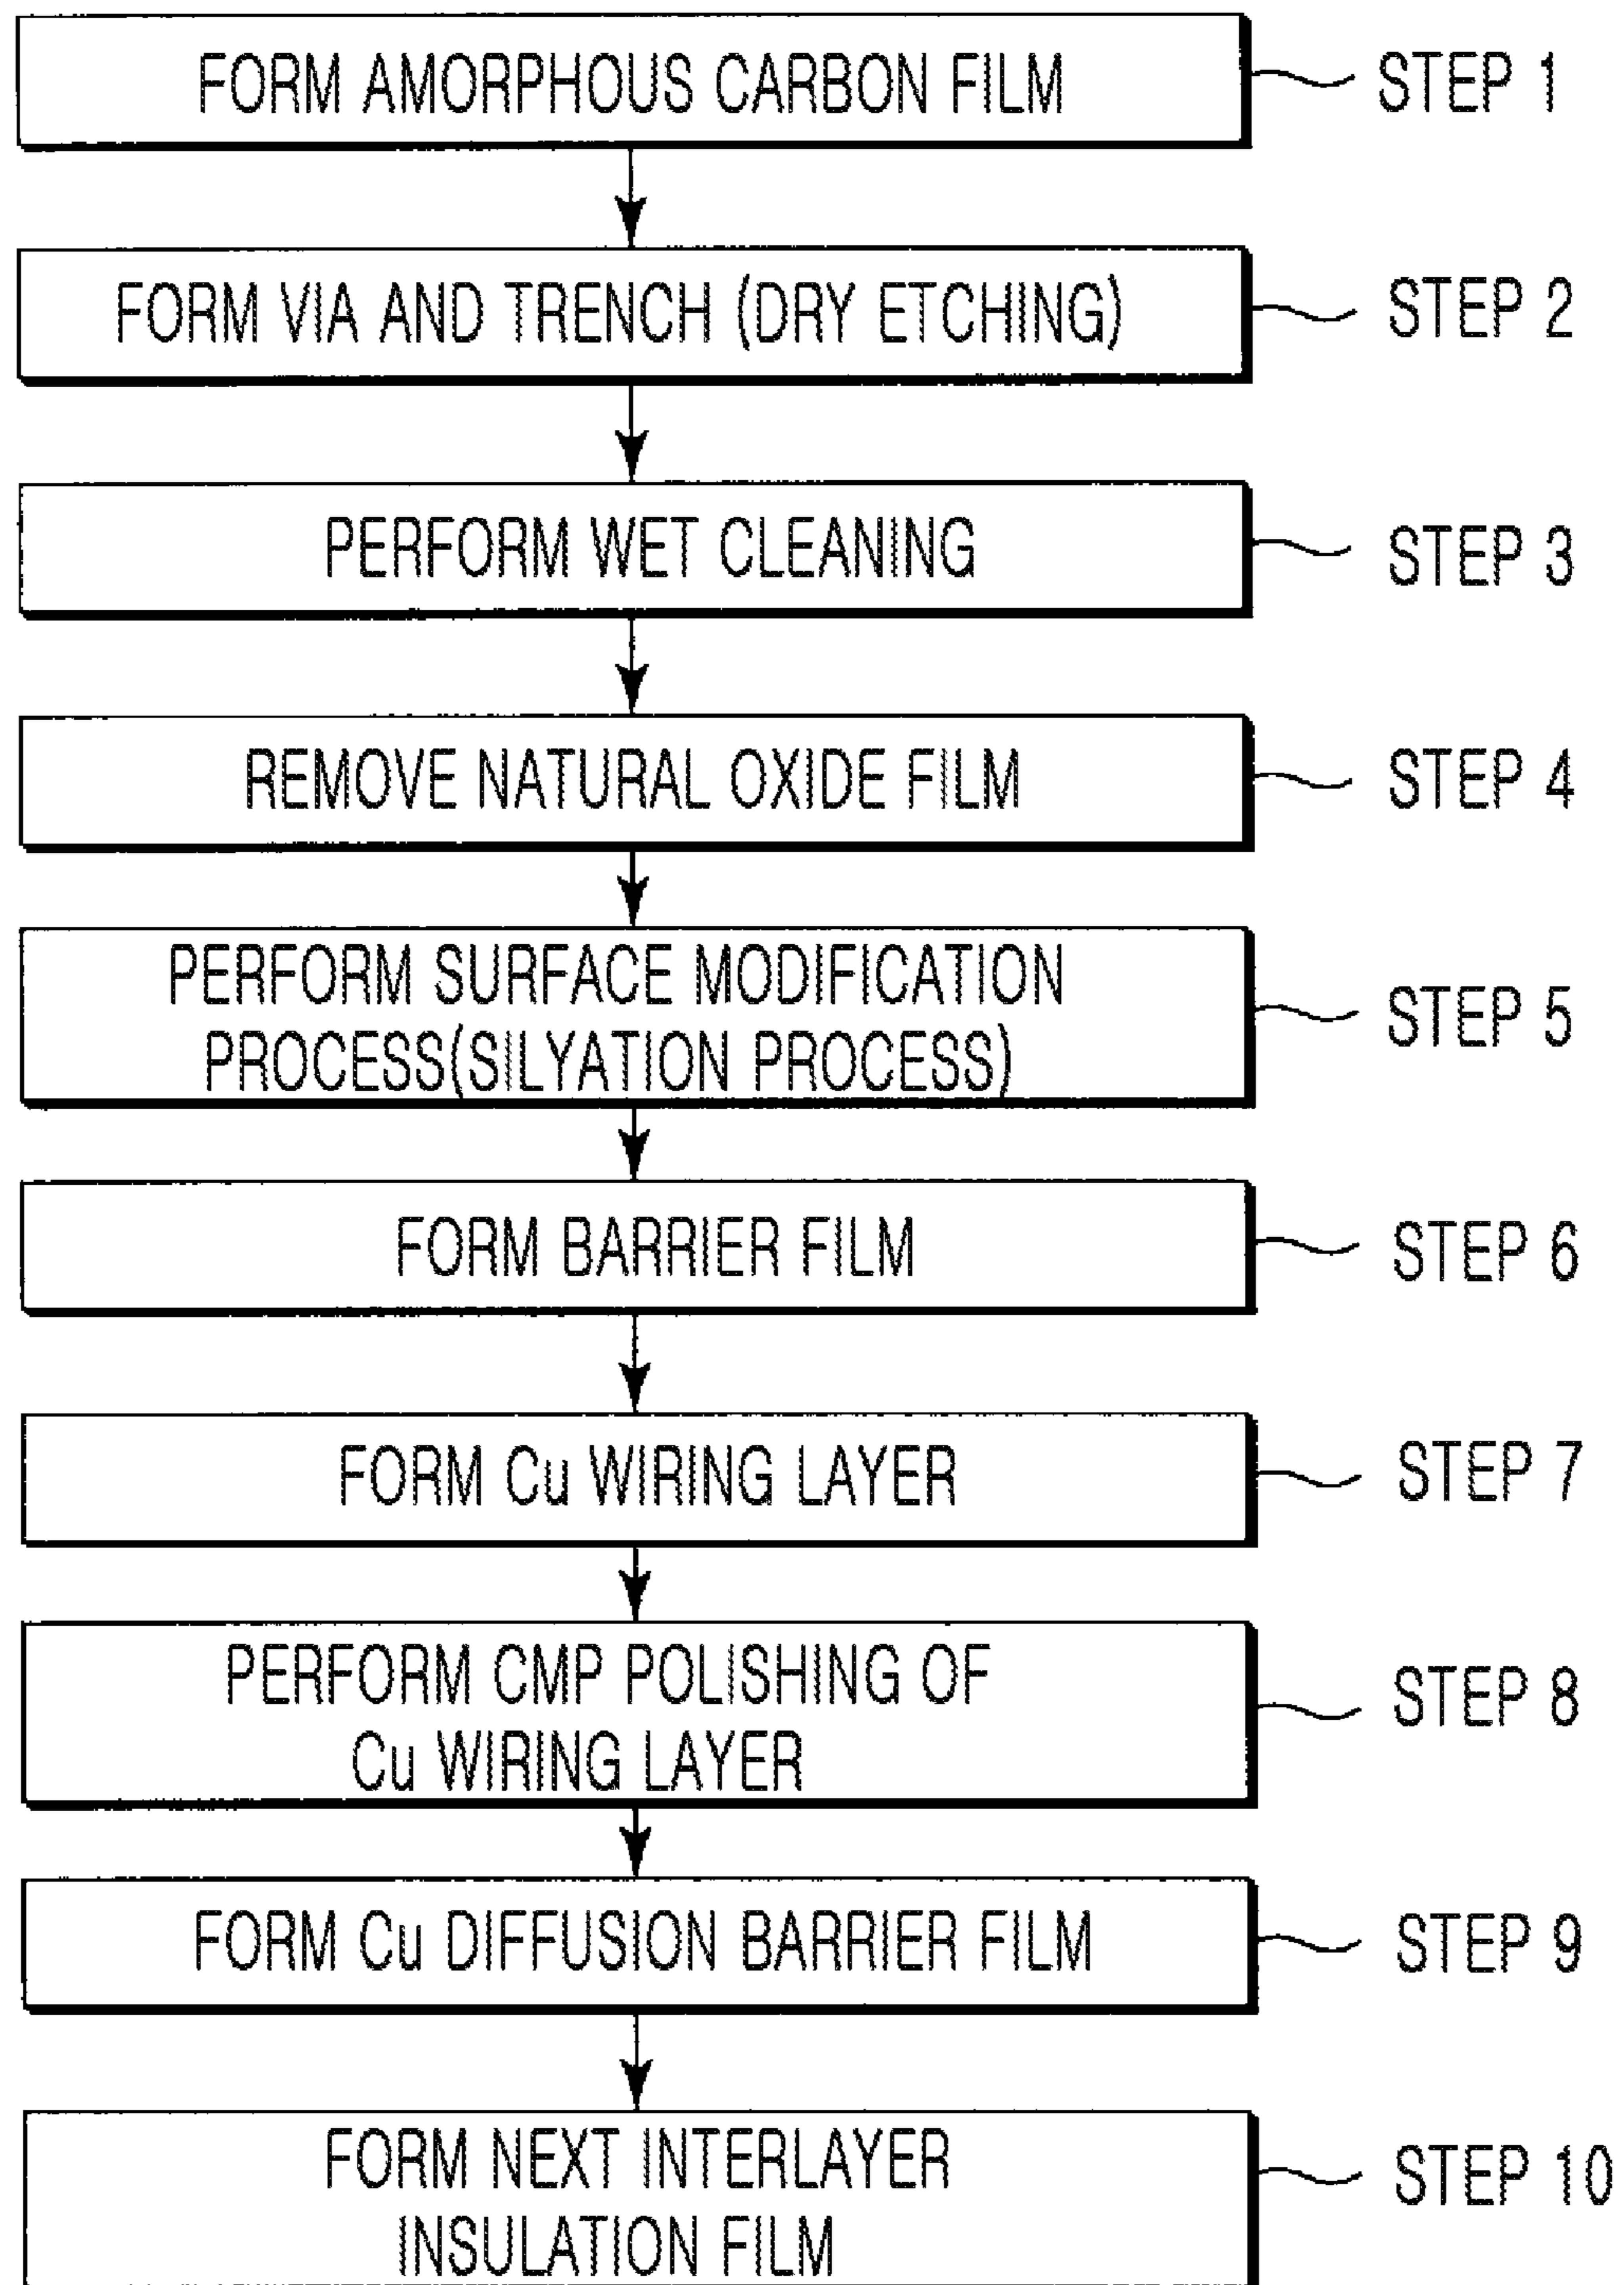 FORM AMORPHOUS CARBON FILM
STEP 1
FORM VIA AND TRENCH (DRY ETCHING)
STEP 2
PERFORM WET CLEANING
STEP 3
REMOVE NATURAL OXIDE FILM
STEP 4
PERFORM SURFACE MODIFICATION
PROCESS(SILYATION PROCESS)
STEP 5
FORM BARRIER FILM
STEP 6
FORM Cu WIRING LAYER
STEP 7
PERFORM CMP POLISHING OF
Cu WIRING LAYER
STEP 8
FORM Cu DIFFUSION BARRIER FILM
STEP 9
FORM NEXT INTERLAYER
INSULATION FILM
STEP 10